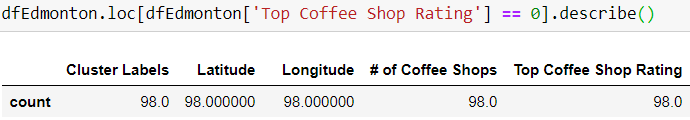 dfEdmonton.loc[dfEdmonton['Top Coffee Shop Rating'] == 0].describe()
Cluster Labels Latitude Longitude # of Coffee Shops Top Coffee Shop Rating
count 98.0 98.000000 98.000000 98.0 98.0